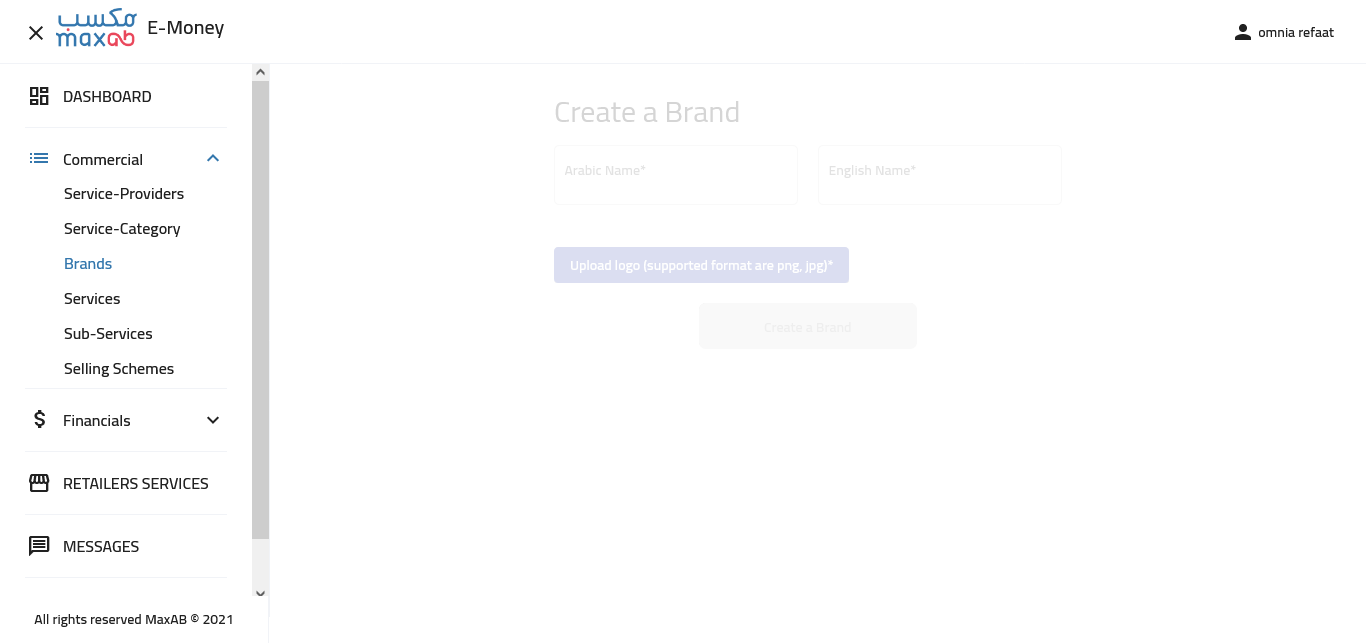 مكسب
maxab
E-Money
omnia refaat
DASHBOARD
Commercial
Service-Providers
Service-Category
Brands
Services
Sub-Services
Selling Schemes
Financials
RETAILERS SERVICES
MESSAGES
All rights reserved MaxAB © 2021
Create a Brand
Arabic Name*
English Name*
Upload logo (supported format are png, jpg)*
Create a Brand